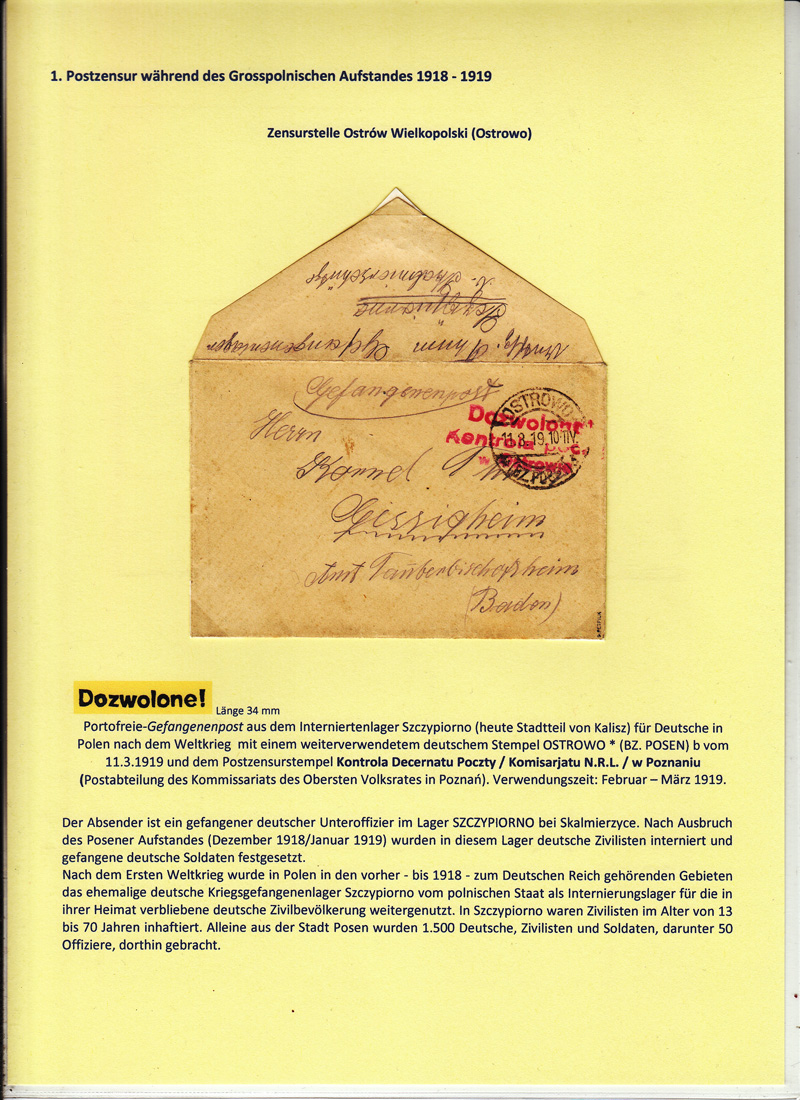 1. Postzensur während des Grosspolnischen Aufstandes 1918 - 1919
Zensurstelle Ostrów Wielkopolski (Ostrowo)
Gefangenenlager
Gefangenenpost
OSTROWO
Dozwolone!
11.8.19.10-11V.
Kontrola
Herrn
Gissigheim
Amt Tauberbischofsheim
(Baden)
Dozwolone!
Länge 34 mm
Portofreie-Gefangenenpost aus dem Interniertenlager Szczypiorno (heute Stadtteil von Kalisz) für Deutsche in
Polen nach dem Weltkrieg mit einem weiterverwendetem deutschem Stempel OSTROWO * (BZ. POSEN) b vom
11.3.1919 und dem Postzensurstempel Kontrola Decernatu Poczty / Komisarjatu N.R.L. / w Poznaniu
(Postabteilung des Kommissariats des Obersten Volksrates in Poznań). Verwendungszeit: Februar – März 1919.
Der Absender ist ein gefangener deutscher Unteroffizier im Lager SZCZYPIORNO bei Skalmierzyce. Nach Ausbruch
des Posener Aufstandes (Dezember 1918/Januar 1919) wurden in diesem Lager deutsche Zivilisten interniert und
gefangene deutsche Soldaten festgesetzt.
Nach dem Ersten Weltkrieg wurde in Polen in den vorher - bis 1918 - zum Deutschen Reich gehörenden Gebieten
das ehemalige deutsche Kriegsgefangenenlager Szczypiorno vom polnischen Staat als Internierungslager für die in
ihrer Heimat verbliebene deutsche Zivilbevölkerung weitergenutzt. In Szczypiorno waren Zivilisten im Alter von 13
bis 70 Jahren inhaftiert. Alleine aus der Stadt Posen wurden 1.500 Deutsche, Zivilisten und Soldaten, darunter 50
Offiziere, dorthin gebracht.